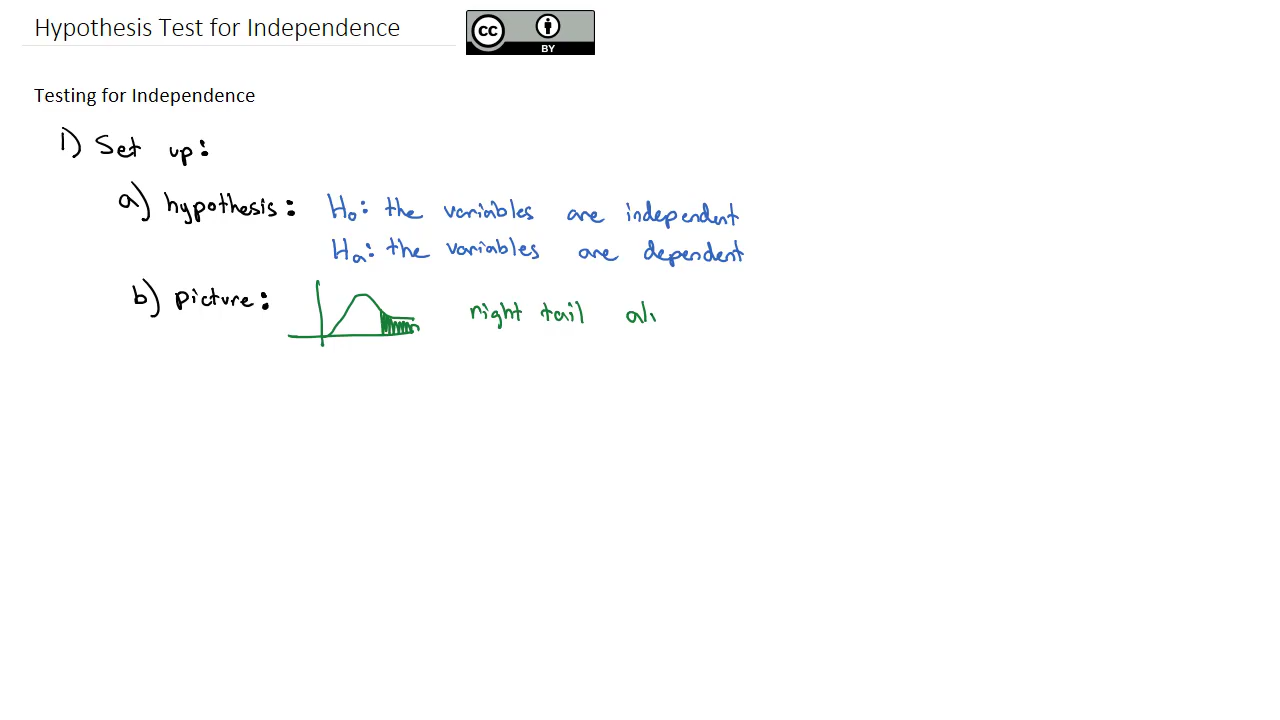 Hypothesis Test for Independence
cc BY
Testing for Independence
1) Set up:
a) hypothesis: H₀: the variables are independent
Hₐ: the variables are dependent
b) picture: right tail